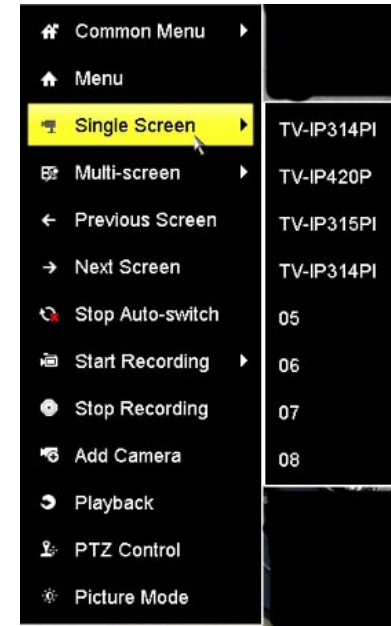 Common Menu
Menu
Single Screen
Multi-screen
Previous Screen
Next Screen
Stop Auto-switch
Start Recording
Stop Recording
Add Camera
Playback
PTZ Control
Picture Mode
TV-IP314PI
TV-IP420P
TV-IP315PI
TV-IP314PI
05
06
07
08